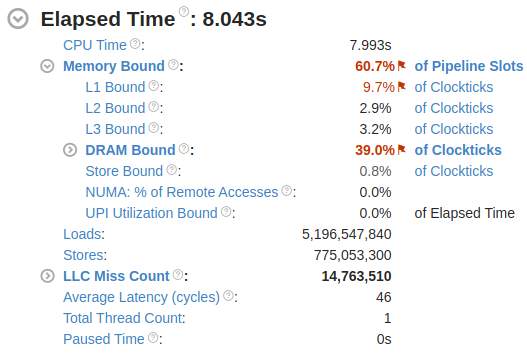 Elapsed Time: 8.043s
CPU Time: 7.993s
Memory Bound: 60.7% of Pipeline Slots
L1 Bound: 9.7% of Clockticks
L2 Bound: 2.9% of Clockticks
L3 Bound: 3.2% of Clockticks
DRAM Bound: 39.0% of Clockticks
Store Bound: 0.8% of Clockticks
NUMA: % of Remote Accesses: 0.0%
UPI Utilization Bound: 0.0% of Elapsed Time
Loads: 5,196,547,840
Stores: 775,053,300
LLC Miss Count: 14,763,510
Average Latency (cycles): 46
Total Thread Count: 1
Paused Time: 0s